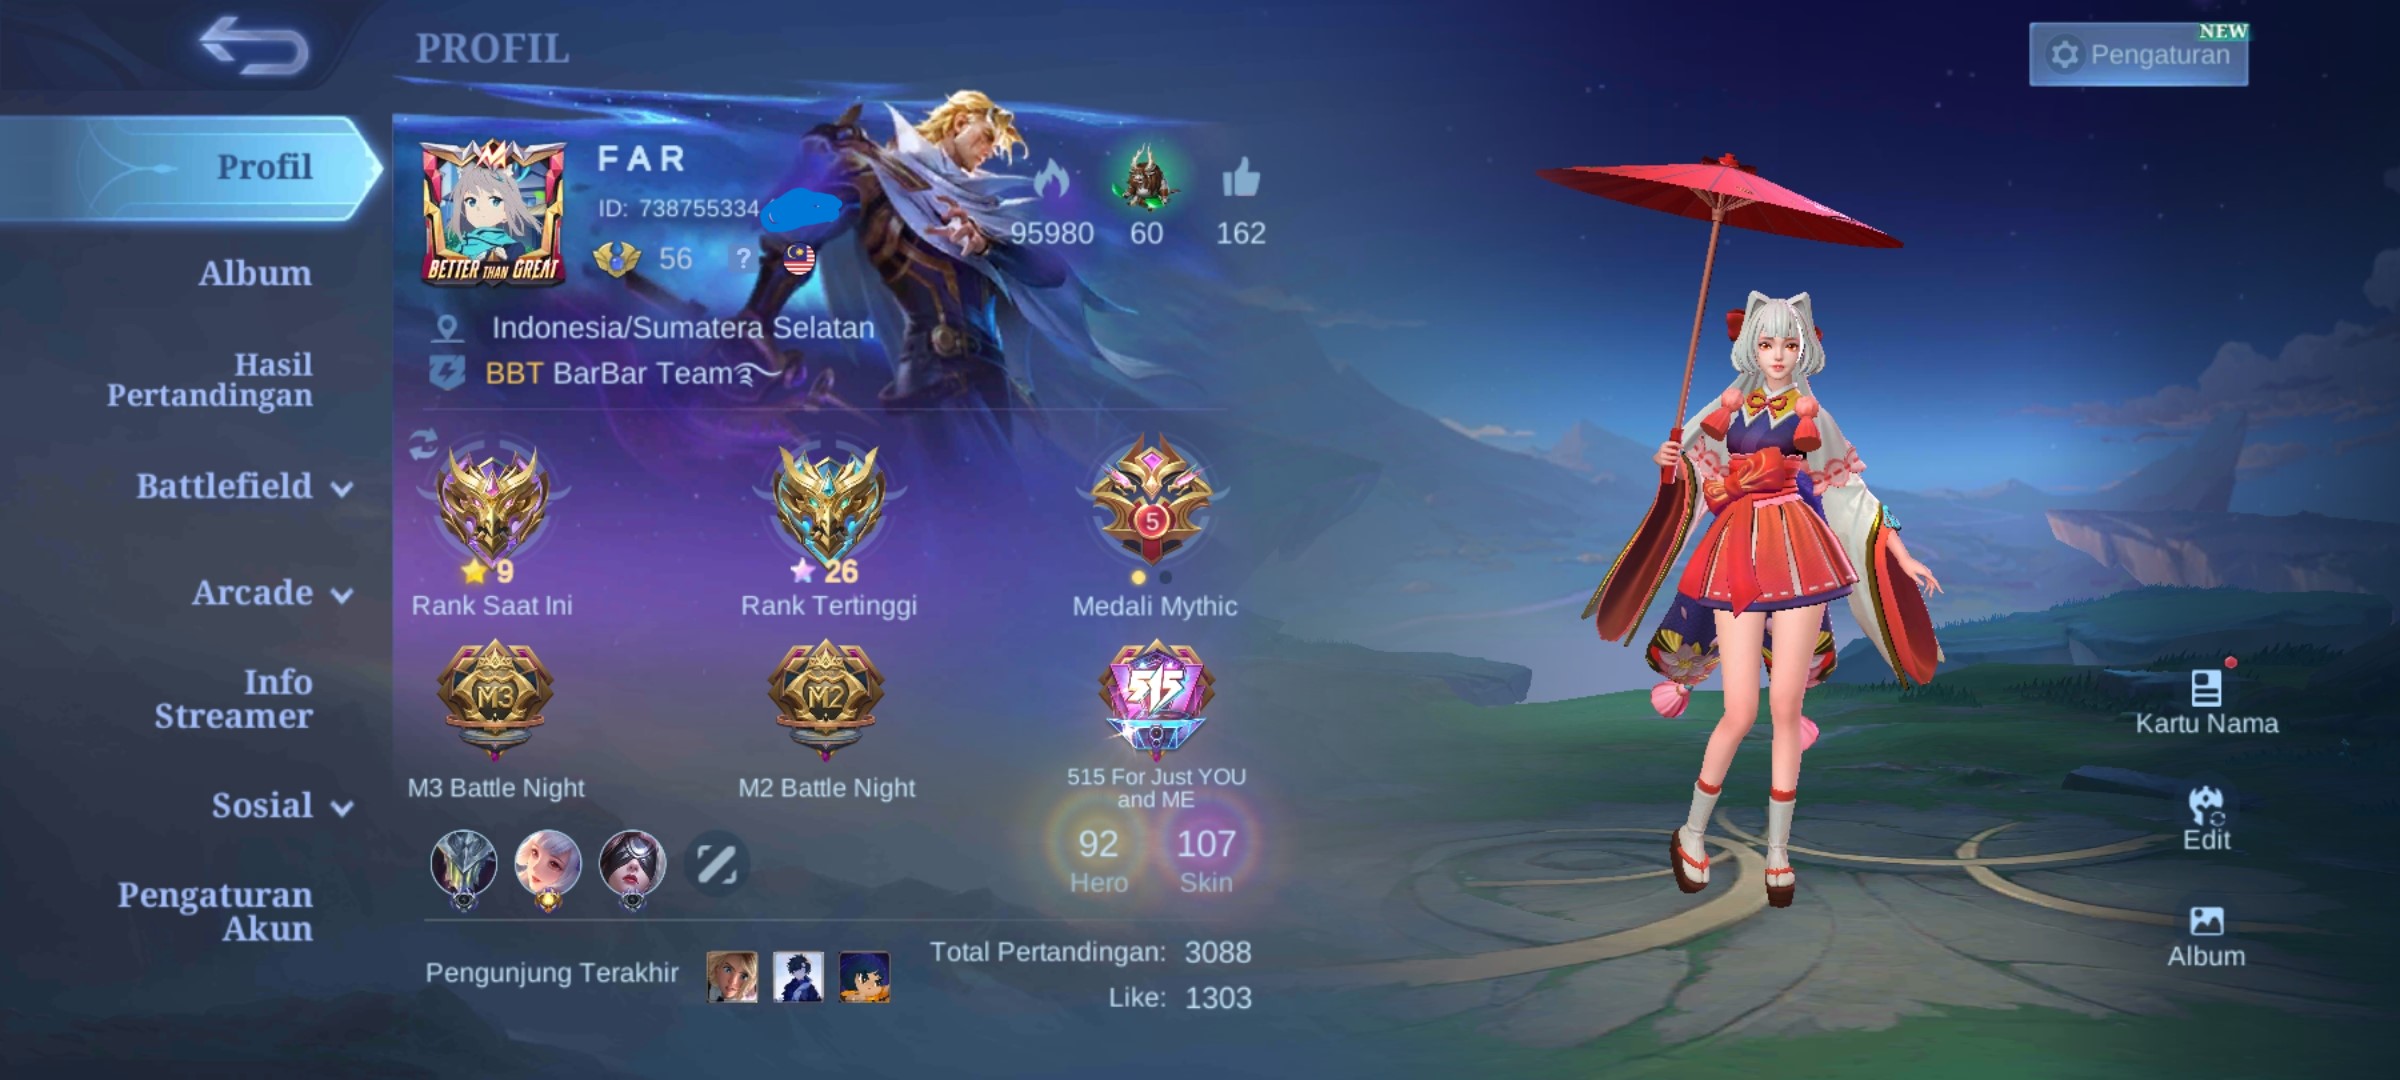 PROFIL
NEW
Pengaturan
Profil
Album
Hasil
Pertandingan
Battlefield
Arcade
Info
Streamer
Sosial
Pengaturan
Akun
BETTER THAN GREAT
FAR
ID: 738755334
56
?
95980
60
162
Indonesia/Sumatera Selatan
BBT BarBar Team
9
Rank Saat Ini
26
Rank Tertinggi
5
Medali Mythic
M3
M3 Battle Night
M2
M2 Battle Night
515
515 For Just YOU
and ME
92
Hero
107
Skin
Pengunjung Terakhir
Total Pertandingan: 3088
Like: 1303
Kartu Nama
Edit
Album